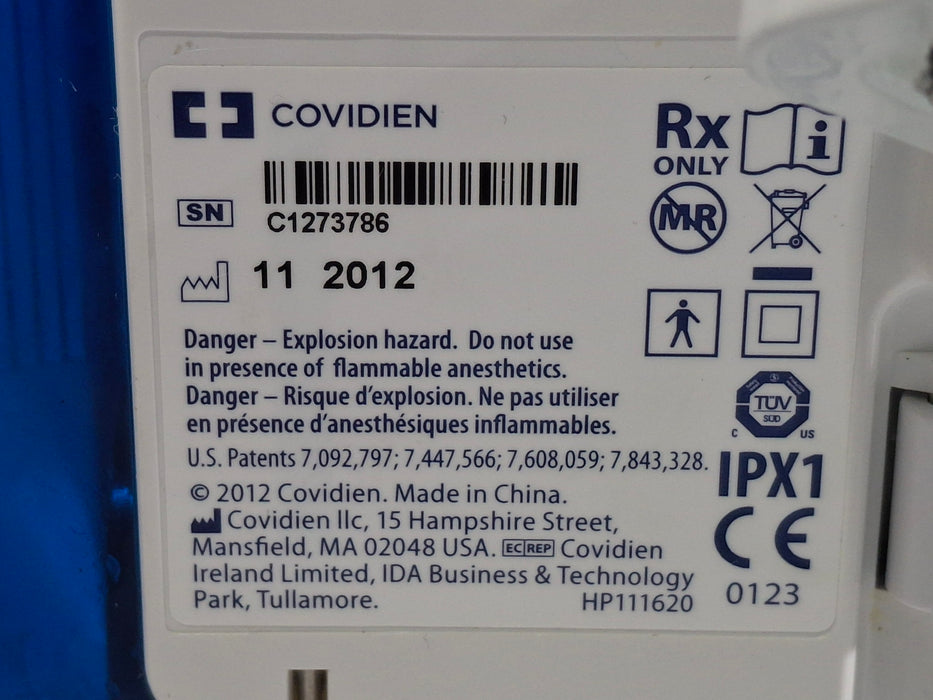 COVIDIEN
Rx
ONLY
i
SN
C1273786
MR
11 2012
Danger – Explosion hazard. Do not use
in presence of flammable anesthetics.
Danger – Risque d'explosion. Ne pas utiliser
en présence d'anesthésiques inflammables.
TÜV
SÜD
C US
U.S. Patents 7,092,797; 7,447,566; 7,608,059; 7,843,328.
IPX1
© 2012 Covidien. Made in China.
Covidien llc, 15 Hampshire Street,
Mansfield, MA 02048 USA. EC REP Covidien
Ireland Limited, IDA Business & Technology
Park, Tullamore.
HP111620
CE
0123